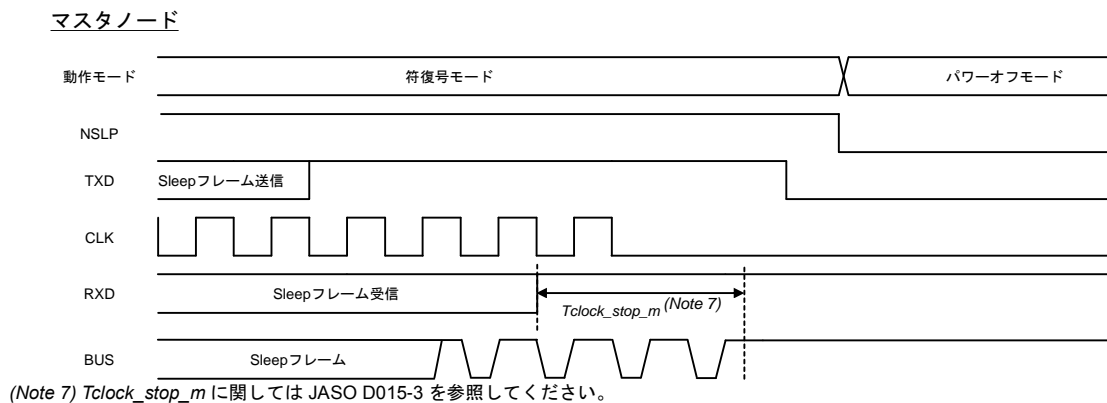 マスタノード
動作モード 符復号モード パワーオフモード
NSLP
TXD Sleepフレーム送信
CLK
RXD Sleepフレーム受信 Tclock_stop_m (Note 7)
BUS Sleepフレーム
(Note 7) Tclock_stop_m に関しては JASO D015-3 を参照してください。